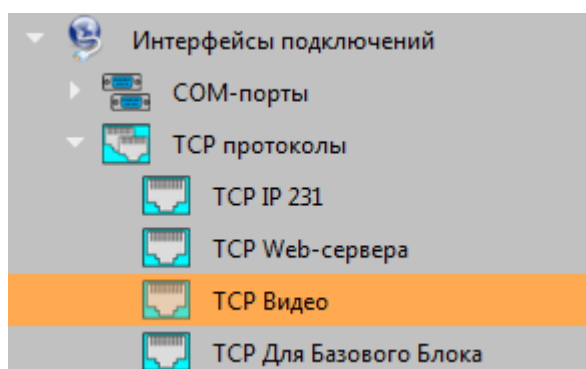 Интерфейсы подключений
COM-порты
TCP протоколы
TCP IP 231
TCP Web-сервера
TCP Видео
TCP Для Базового Блока